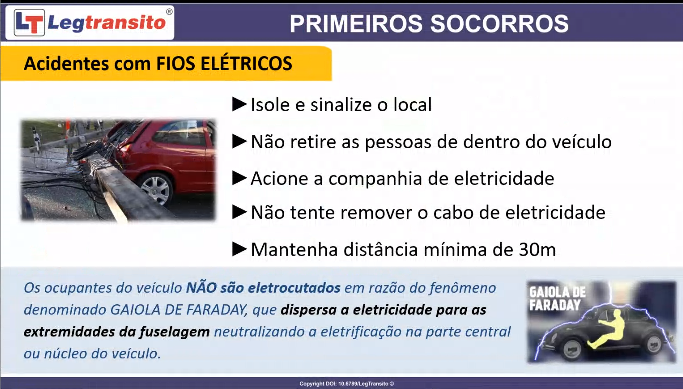 LT Legtransito®
PRIMEIROS SOCORROS
Acidentes com FIOS ELÉTRICOS
►Isole e sinalize o local
►Não retire as pessoas de dentro do veículo
►Acione a companhia de eletricidade
►Não tente remover o cabo de eletricidade
►Mantenha distância mínima de 30m
Os ocupantes do veículo NÃO são eletrocutados em razão do fenômeno
denominado GAIOLA DE FARADAY, que dispersa a eletricidade para as
extremidades da fuselagem neutralizando a eletrificação na parte central
ou núcleo do veículo.
GAIOLA DE
FARADAY
Copyright DOI: 10.6789/LegTransito ©